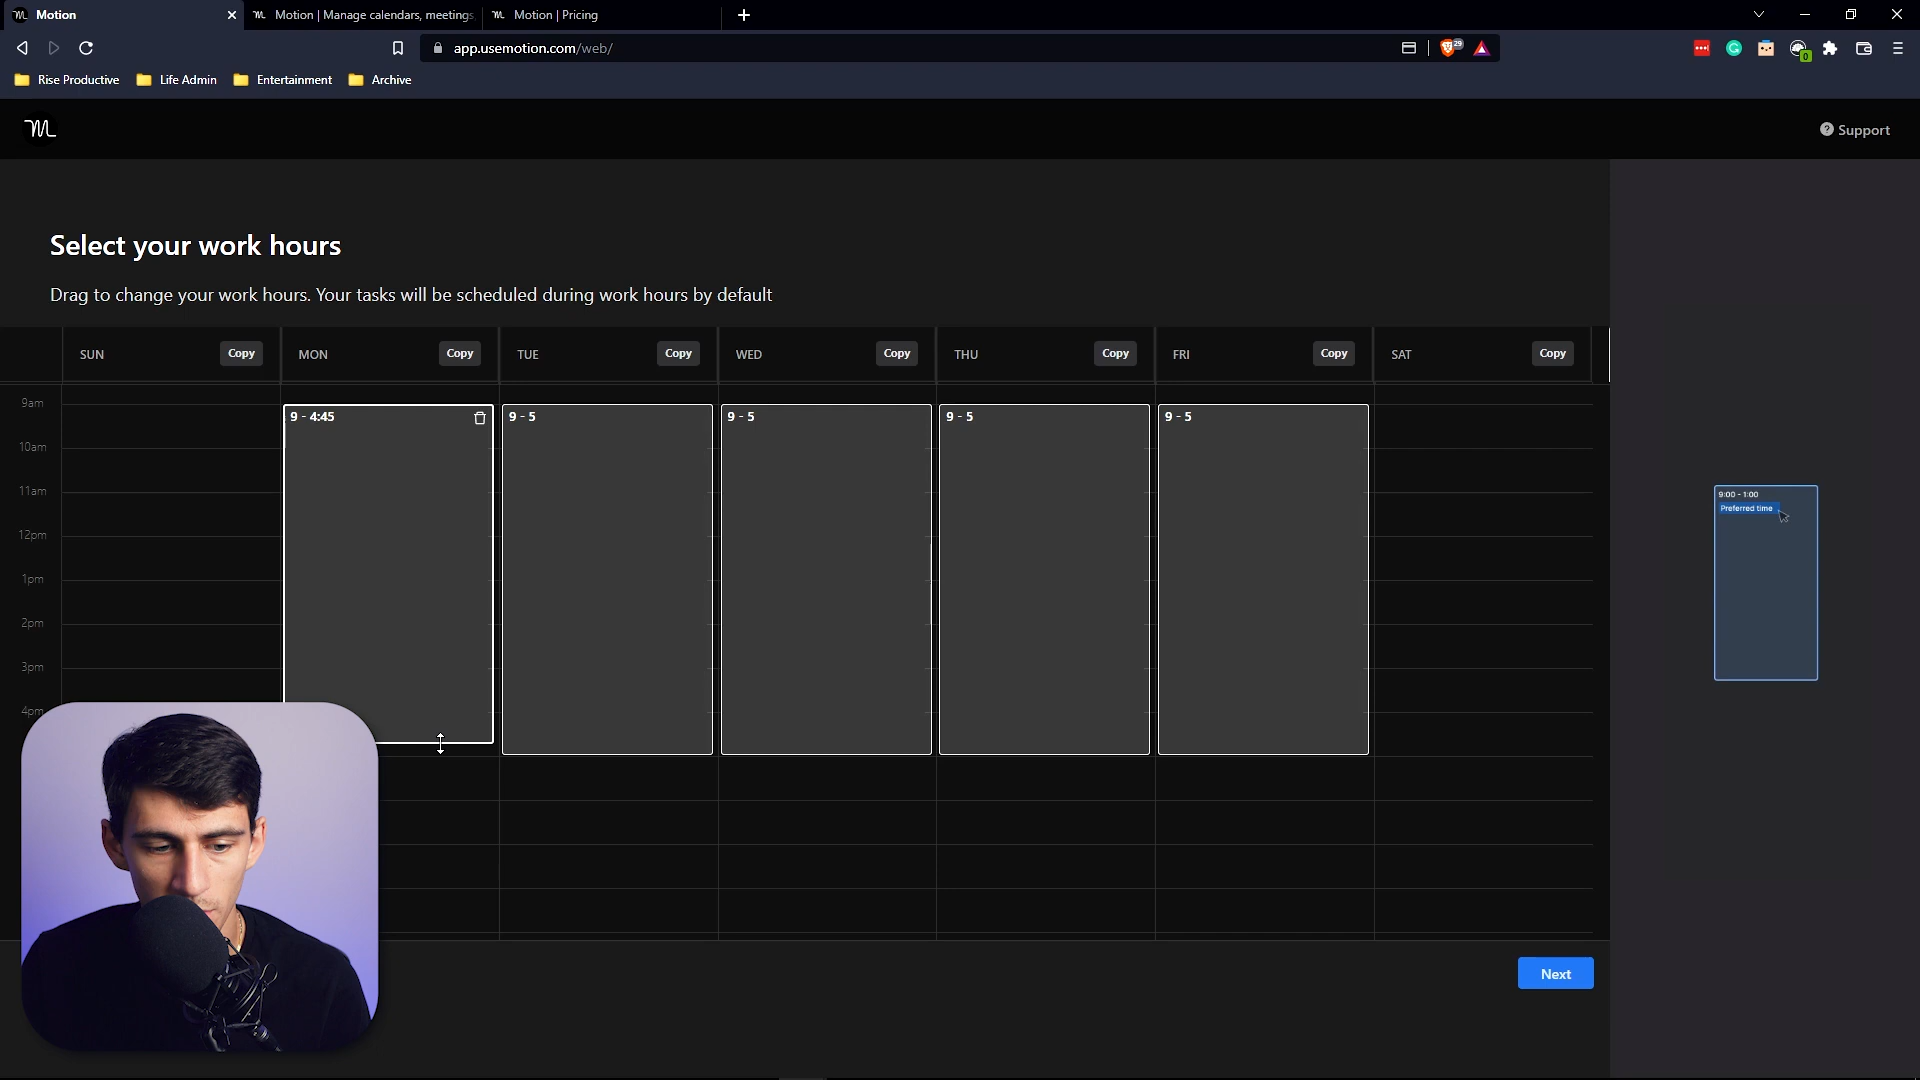 Motion
Motion | Manage calendars, meetings
Motion | Pricing
app.usemotion.com/web/
29
0
Rise Productive
Life Admin
Entertainment
Archive
Support
Select your work hours
Drag to change your work hours. Your tasks will be scheduled during work hours by default
SUN Copy MON Copy TUE Copy WED Copy THU Copy FRI Copy SAT Copy
9am
9 - 4:45
9 - 5
9 - 5
9 - 5
9 - 5
10am
11am
12pm
1pm
2pm
3pm
4pm
9:00 - 1:00
Preferred time
Next